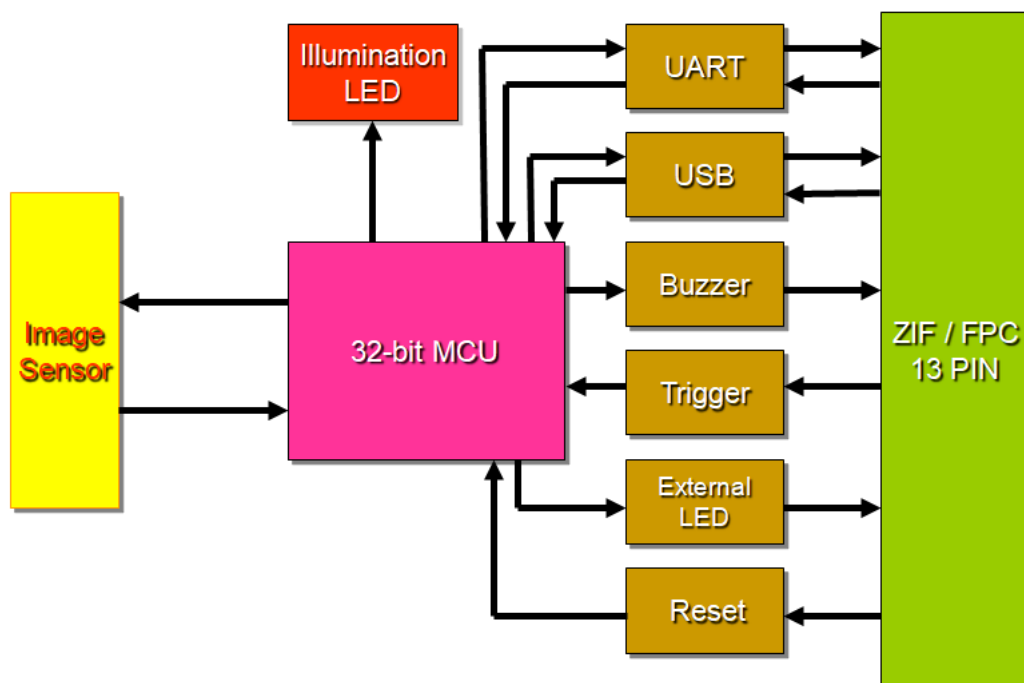 Illumination
LED
UART
USB
Image
Sensor
32-bit MCU
Buzzer
Trigger
External
LED
Reset
ZIF / FPC
13 PIN